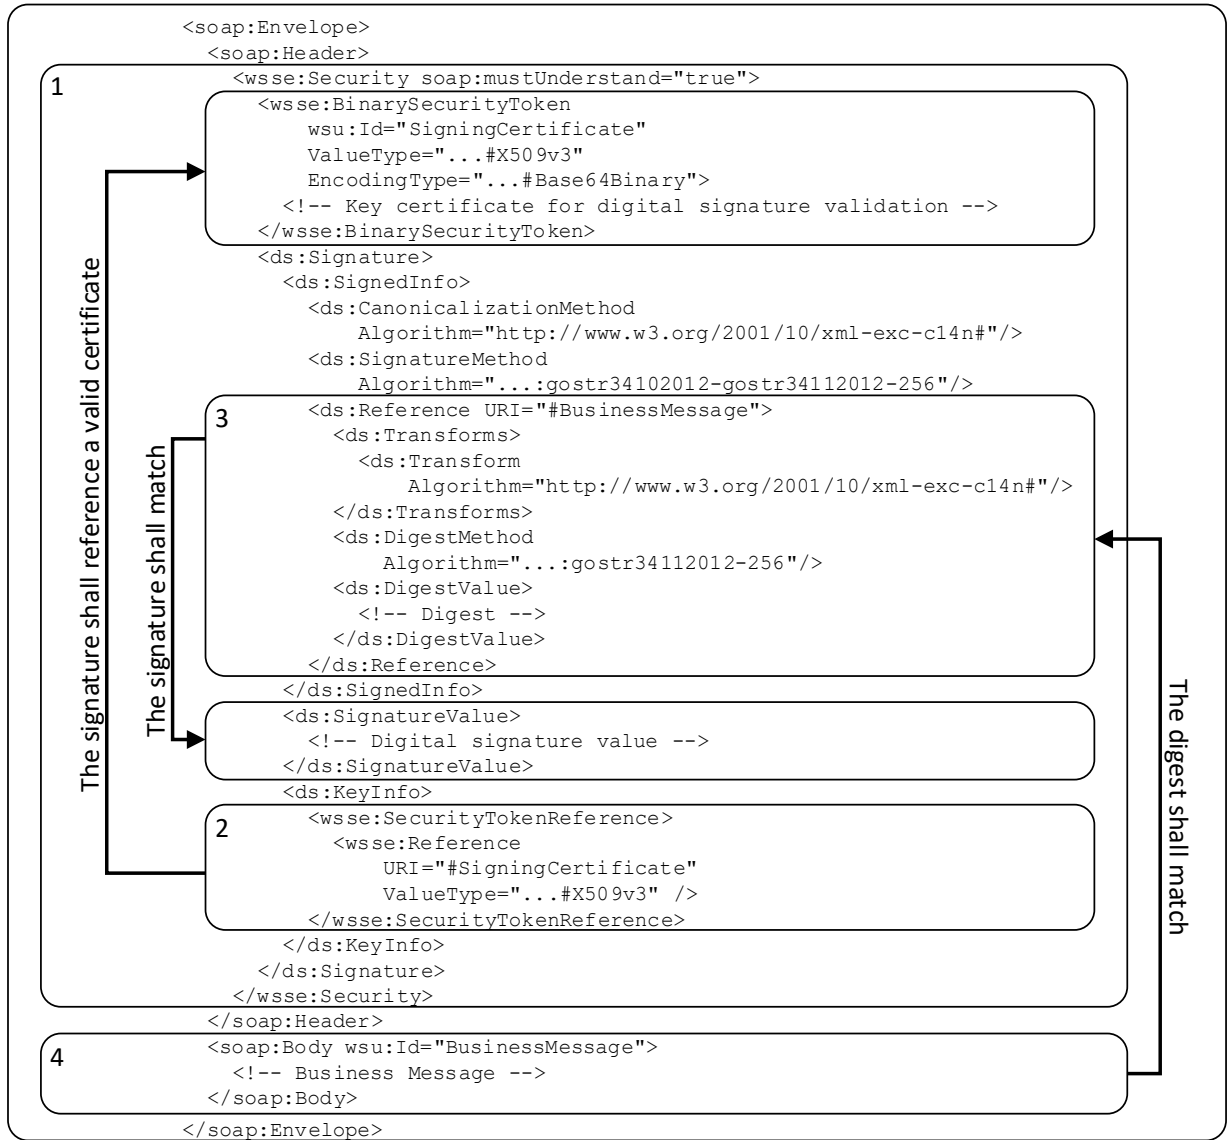 <soap:Envelope>
<soap:Header>
1
<wsse:Security soap:mustUnderstand="true">
<wsse:BinarySecurityToken
wsu:Id="SigningCertificate"
ValueType="...#X509v3"
EncodingType="...#Base64Binary">
<!-- Key certificate for digital signature validation -->
</wsse:BinarySecurityToken>
<ds:Signature>
<ds:SignedInfo>
<ds:CanonicalizationMethod
Algorithm="http://www.w3.org/2001/10/xml-exc-c14n#"/>
<ds:SignatureMethod
Algorithm="...:gostr34102012-gostr34112012-256"/>
3
<ds:Reference URI="#BusinessMessage">
<ds:Transforms>
<ds:Transform
Algorithm="http://www.w3.org/2001/10/xml-exc-c14n#"/>
</ds:Transforms>
<ds:DigestMethod
Algorithm="...:gostr34112012-256"/>
<ds:DigestValue>
<!-- Digest -->
</ds:DigestValue>
</ds:Reference>
</ds:SignedInfo>
<ds:SignatureValue>
<!-- Digital signature value -->
</ds:SignatureValue>
<ds:KeyInfo>
2
<wsse:SecurityTokenReference>
<wsse:Reference
URI="#SigningCertificate"
ValueType="...#X509v3" />
</wsse:SecurityTokenReference>
</ds:KeyInfo>
</ds:Signature>
</wsse:Security>
</soap:Header>
4
<soap:Body wsu:Id="BusinessMessage">
<!-- Business Message -->
</soap:Body>
</soap:Envelope>
The signature shall reference a valid certificate
The signature shall match
The digest shall match